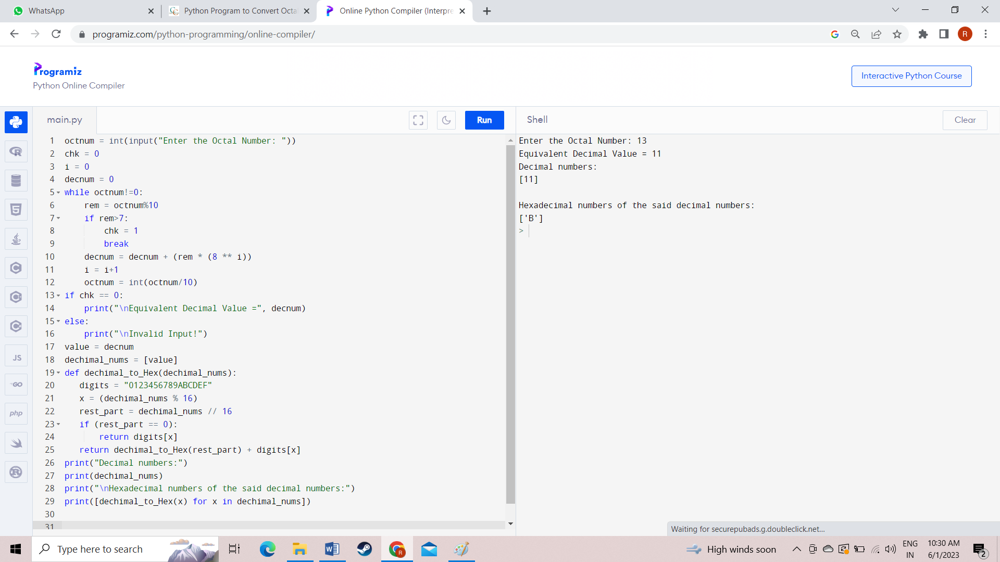 WhatsApp
Python Program to Convert Octa
Online Python Compiler (Interpre
programiz.com/python-programming/online-compiler/
R
Programiz
Python Online Compiler
Interactive Python Course
main.py
Run
Shell
Clear
1 octnum = int(input("Enter the Octal Number: "))
2 chk = 0
3 i = 0
4 decnum = 0
5 while octnum!=0:
6     rem = octnum%10
7     if rem>7:
8         chk = 1
9         break
10     decnum = decnum + (rem * (8 ** i))
11     i = i+1
12     octnum = int(octnum/10)
13 if chk == 0:
14     print("\nEquivalent Decimal Value =", decnum)
15 else:
16     print("\nInvalid Input!")
17 value = decnum
18 dechimal_nums = [value]
19 def dechimal_to_Hex(dechimal_nums):
20    digits = "0123456789ABCDEF"
21    x = (dechimal_nums % 16)
22    rest_part = dechimal_nums // 16
23    if (rest_part == 0):
24        return digits[x]
25    return dechimal_to_Hex(rest_part) + digits[x]
26 print("Decimal numbers:")
27 print(dechimal_nums)
28 print("\nHexadecimal numbers of the said decimal numbers:")
29 print([dechimal_to_Hex(x) for x in dechimal_nums])
30
31
Enter the Octal Number: 13
Equivalent Decimal Value = 11
Decimal numbers:
[11]
Hexadecimal numbers of the said decimal numbers:
['B']
>
JS
GO
php
Waiting for securepubads.g.doubleclick.net...
Type here to search
High winds soon
ENG
IN
10:30 AM
6/1/2023
2